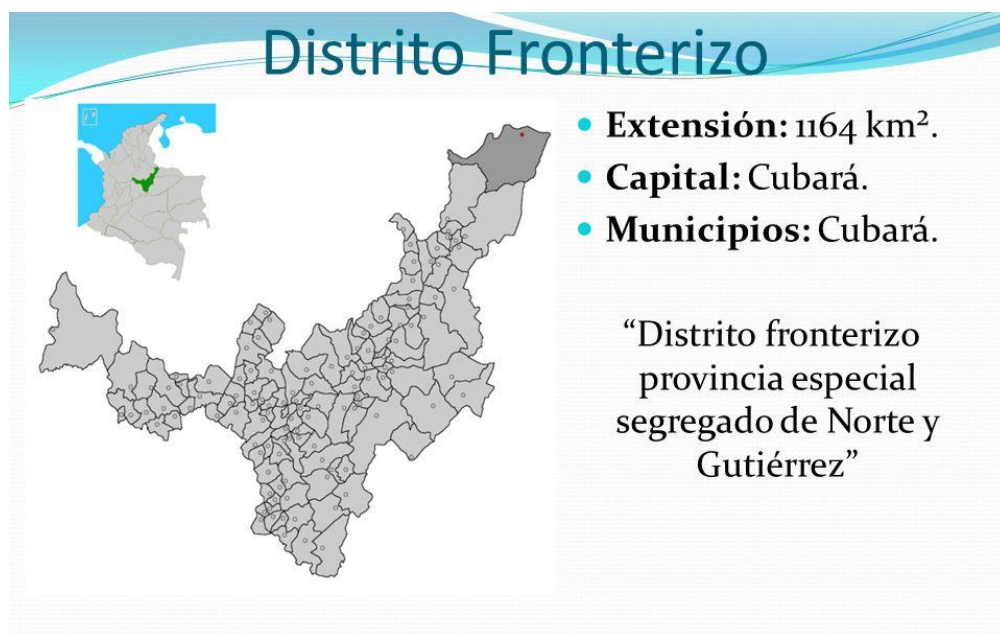 Distrito Fronterizo
• Extensión: 1164 km².
• Capital: Cubará.
• Municipios: Cubará.
“Distrito fronterizo
provincia especial
segregado de Norte y
Gutiérrez”